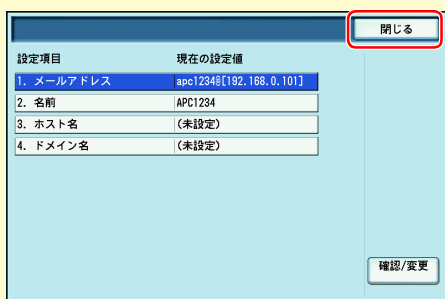 閉じる
設定項目 現在の設定値
1. メールアドレス apc1234@[192.168.0.101]
2. 名前 APC1234
3. ホスト名 (未設定)
4. ドメイン名 (未設定)
確認/変更